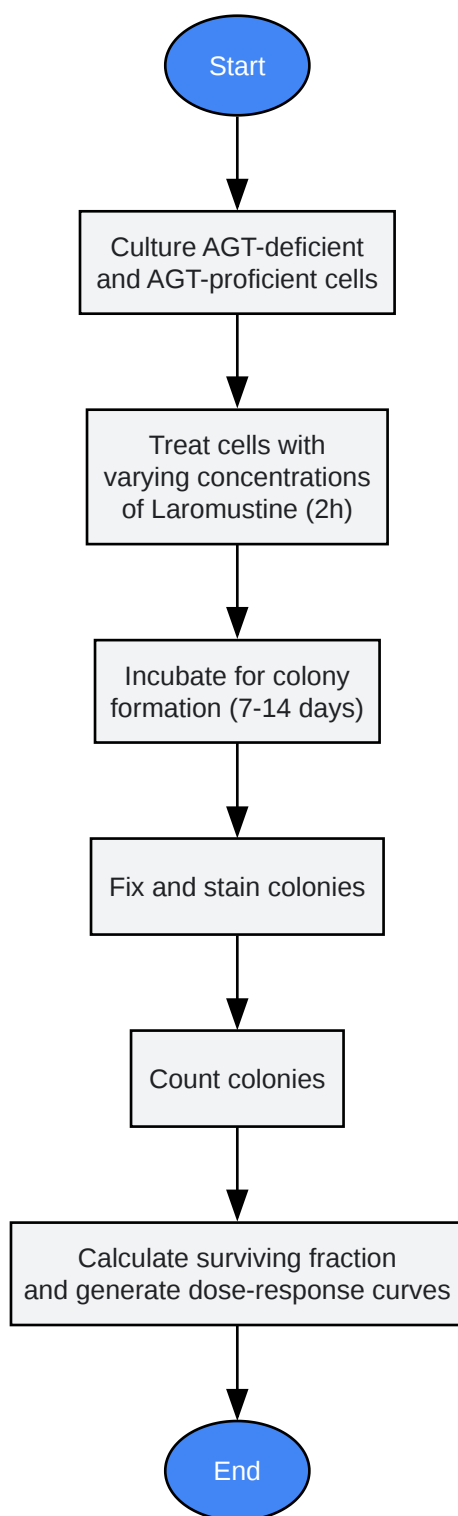 Start
Culture AGT-deficient
and AGT-proficient cells
Treat cells with
varying concentrations
of Laromustine (2h)
Incubate for colony
formation (7-14 days)
Fix and stain colonies
Count colonies
Calculate surviving fraction
and generate dose-response curves
End